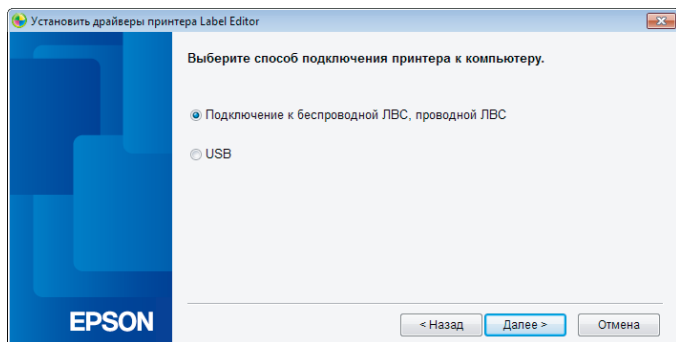 Установить драйверы принтера Label Editor
Выберите способ подключения принтера к компьютеру.
Подключение к беспроводной ЛВС, проводной ЛВС
USB
EPSON
< Назад
Далее >
Отмена